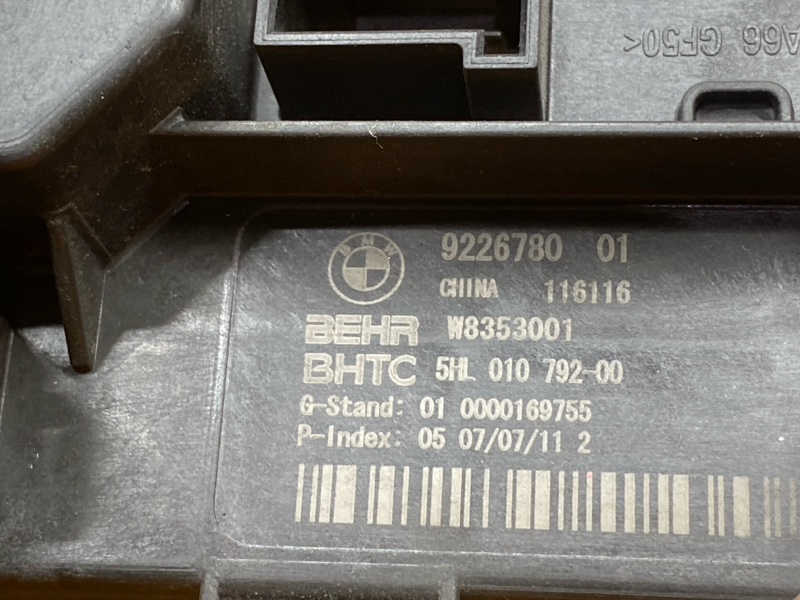 A66 GF50<
BMW
9226780 01
CHINA 116116
BEHR W8353001
BHTC 5HL 010 792-00
G-Stand: 01 0000169755
P-Index: 05 07/07/11 2